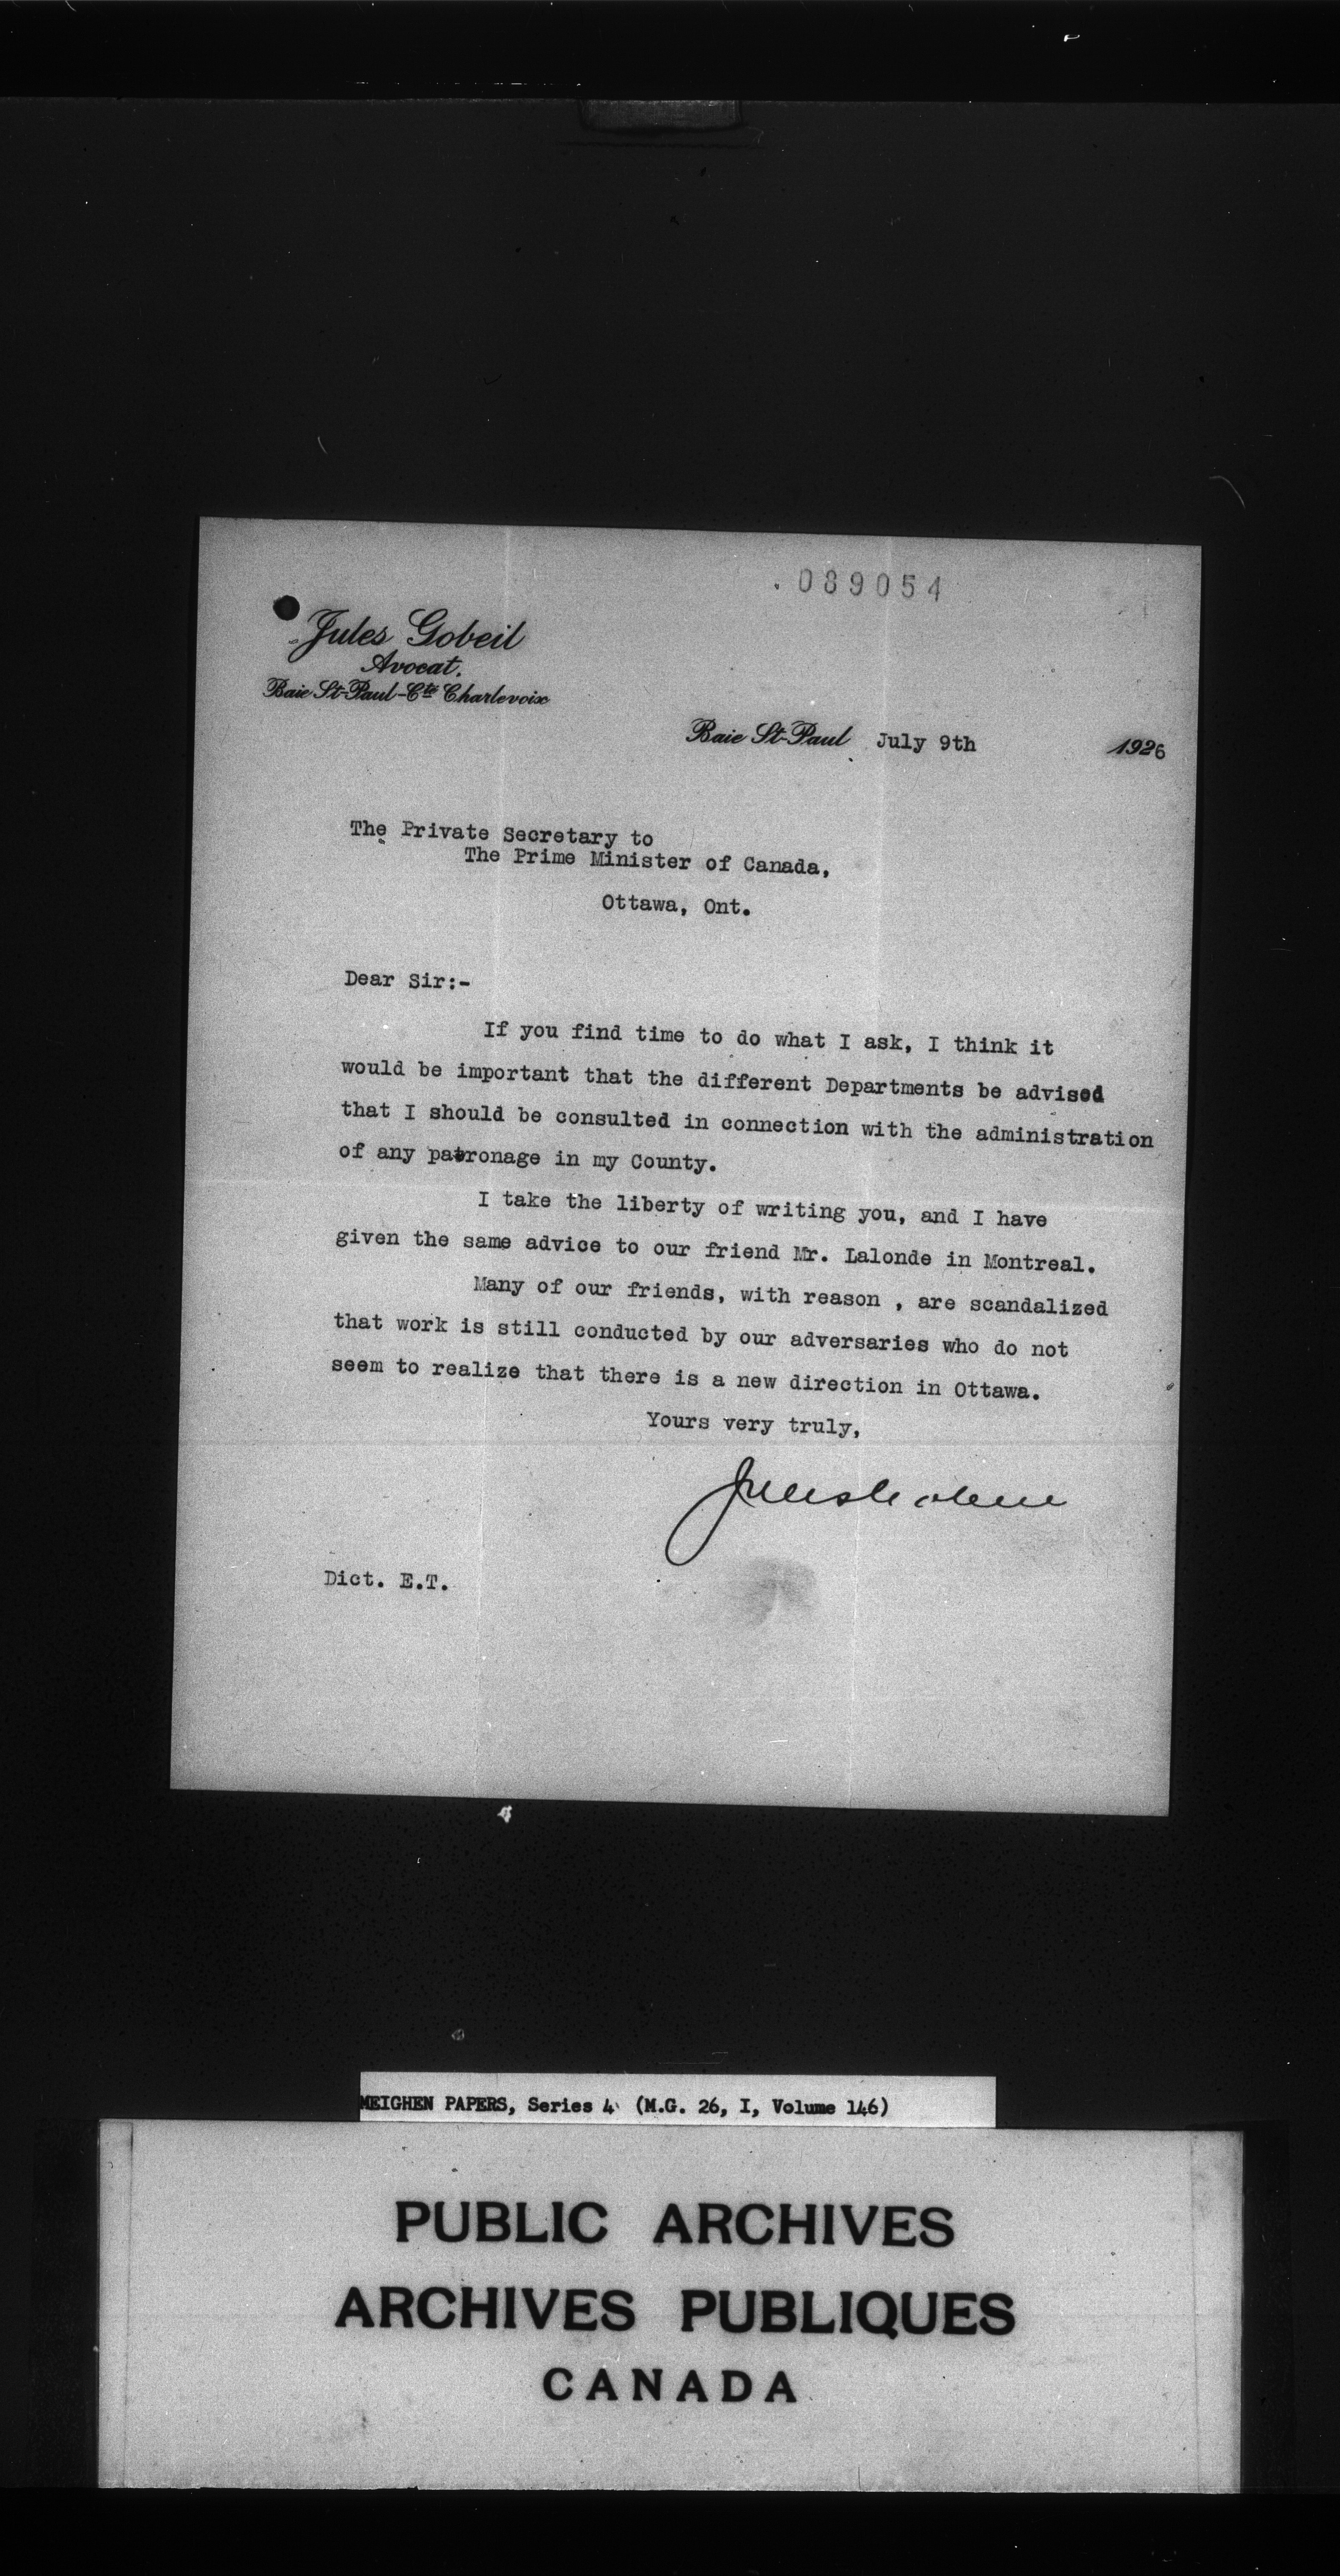 089054
Jules Gobeil
Avocat.
Baie St-Paul-Cté Charlevoix
Baie St-Paul July 9th 1926
The Private Secretary to
The Prime Minister of Canada,
Ottawa, Ont.
Dear Sir:-
If you find time to do what I ask, I think it
would be important that the different Departments be advised
that I should be consulted in connection with the administration
of any patronage in my County.
I take the liberty of writing you, and I have
given the same advice to our friend Mr. Lalonde in Montreal.
Many of our friends, with reason , are scandalized
that work is still conducted by our adversaries who do not
seem to realize that there is a new direction in Ottawa.
Yours very truly,
Jules Gobeil
Dict. E.T.
MEIGHEN PAPERS, Series 4 (M.G. 26, I, Volume 146)
PUBLIC ARCHIVES
ARCHIVES PUBLIQUES
CANADA